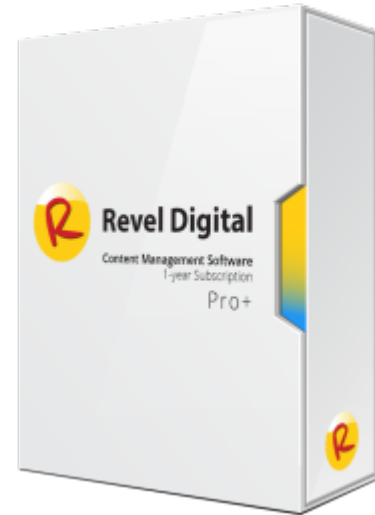 R
Revel Digital
Content Management Software
1-year Subscription
Pro+
R